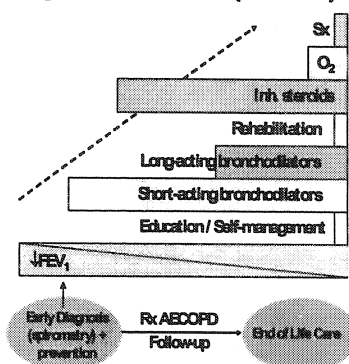 Sx
O₂
Inh. steroids
Rehabilitation
Long-acting bronchodilators
Short-acting bronchodilators
Education / Self-management
↓FEV₁
Early Diagnosis
(spirometry) +
prevention
Rx AECOPD
Follow-up
End of Life Care